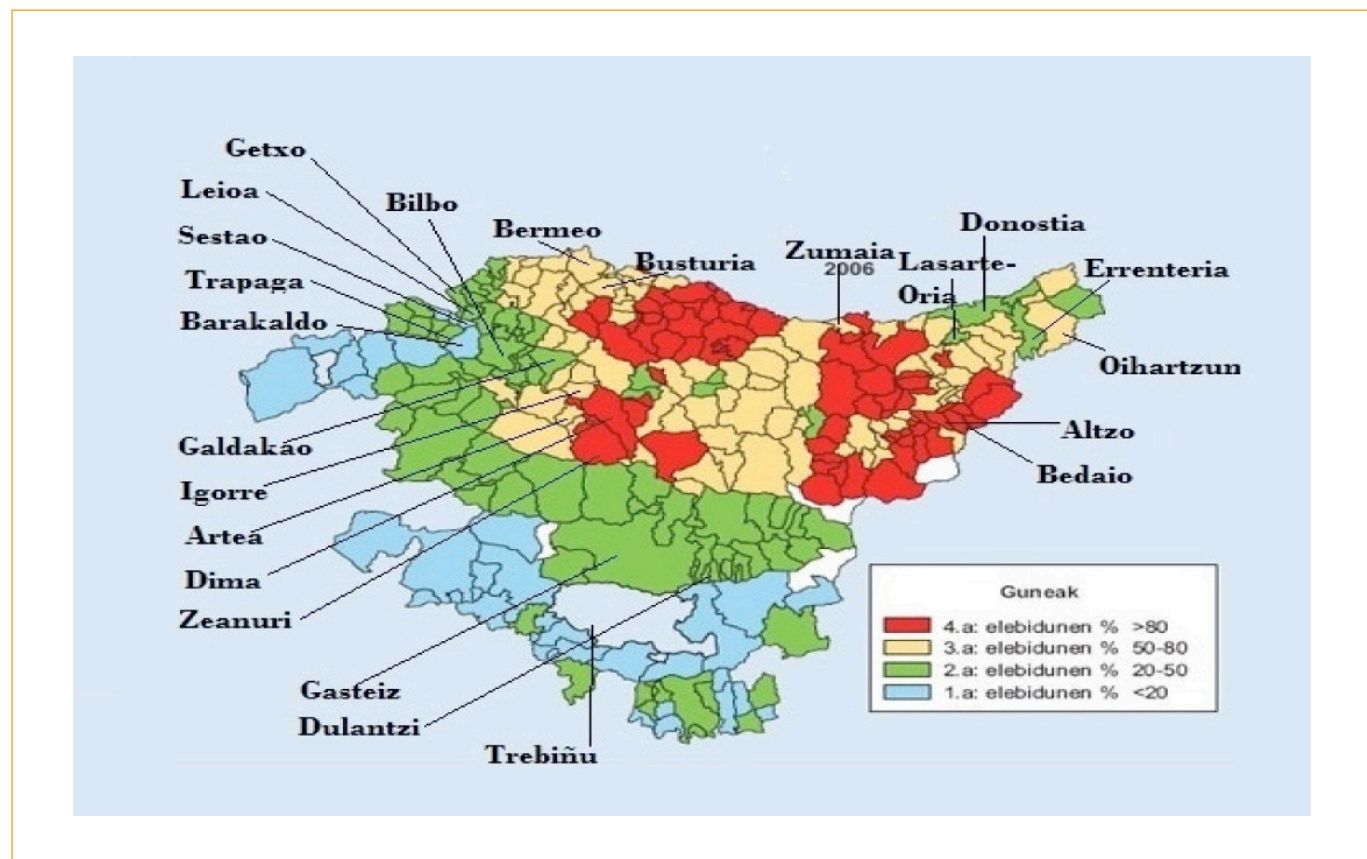 Getxo
Leioa
Bilbo
Sestao
Bermeo
Donostia
Zumaia
Trapaga
Busturia
2006
Lasarte-
Oria
Errenteria
Barakaldo
Oihartzun
Galdakáo
Altzo
Igorre
Bedaio
Arteá
Dima
Zeanuri
Guneak
4.a: elebidunen % >80
3.a: elebidunen % 50-80
2.a: elebidunen % 20-50
1.a: elebidunen % <20
Gasteiz
Dulantzi
Trebiñu